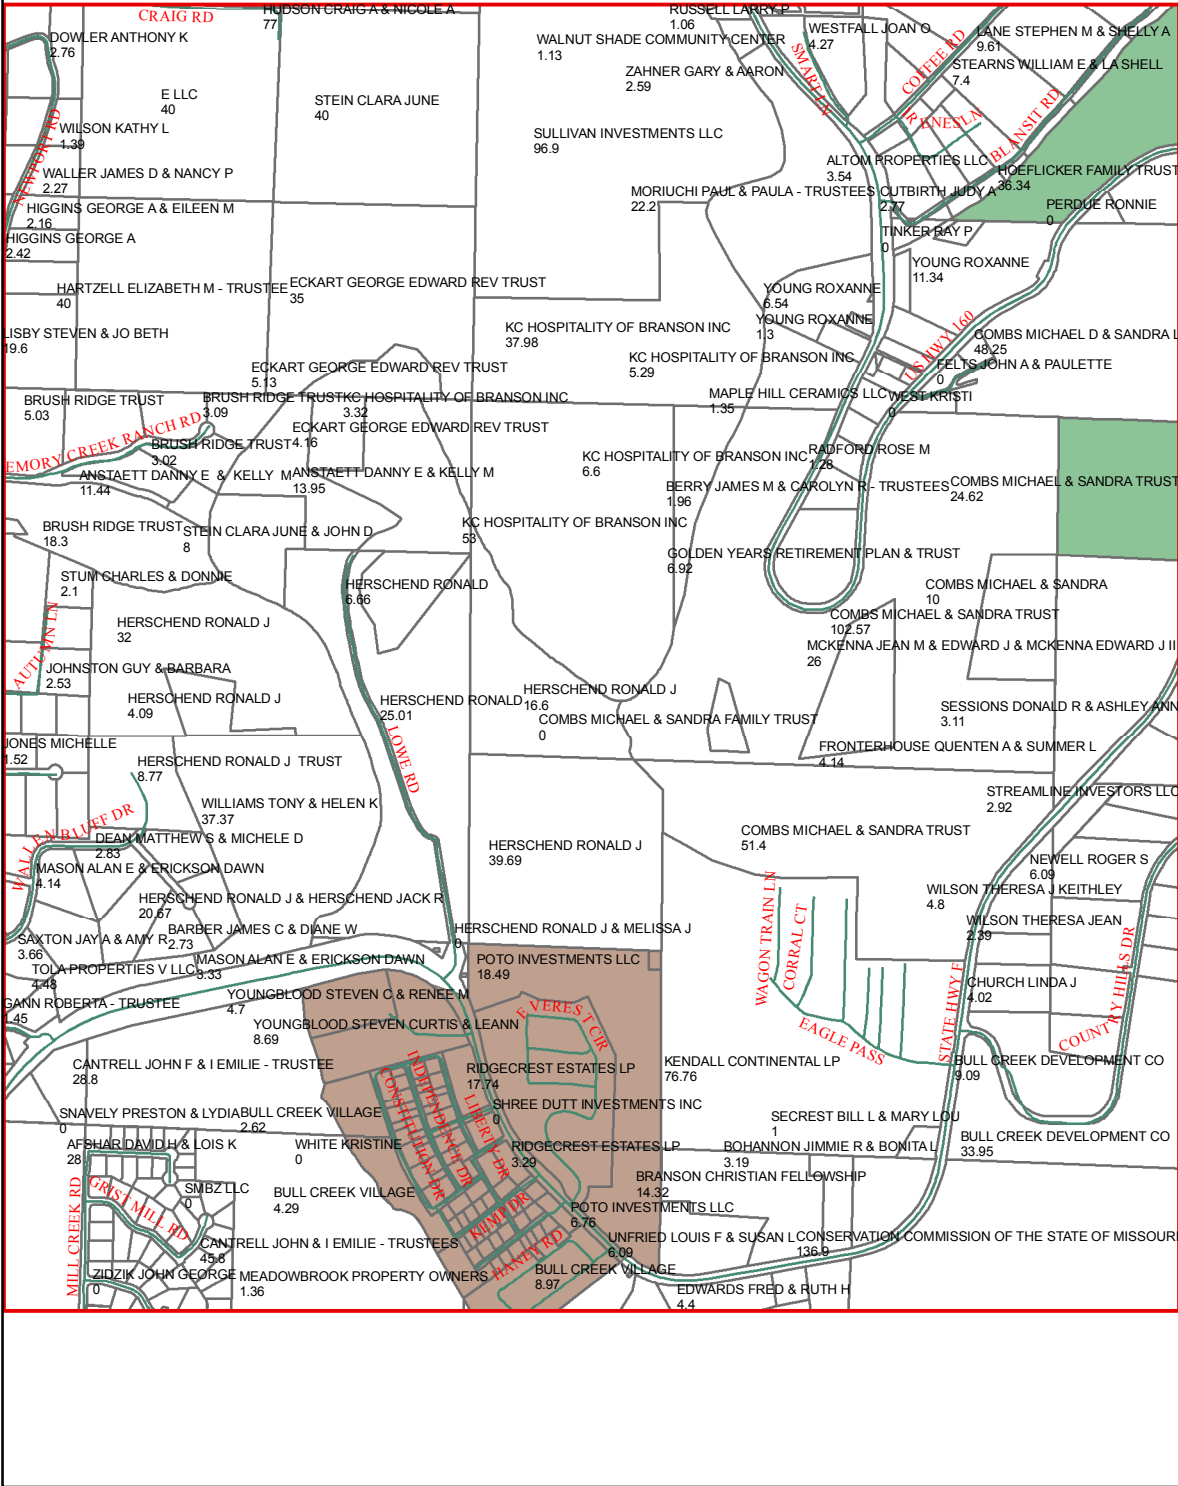 CRAIG RD
HUDSON CRAIG A & NICOLE A
77
RUSSELL LARRY P
1.06
DOWLER ANTHONY K
2.76
WALNUT SHADE COMMUNITY CENTER
1.13
WESTFALL JOAN O
4.27
LANE STEPHEN M & SHELLY A
9.61
SMART LN
COFFEE RD
ZAHNER GARY & AARON
2.59
STEARNS WILLIAM E & LA SHELL
7.4
E LLC
40
STEIN CLARA JUNE
40
NEWPORT RD
WILSON KATHY L
1.39
SULLIVAN INVESTMENTS LLC
96.9
IRENES LN
BLANSIT RD
WALLER JAMES D & NANCY P
2.27
ALTOM PROPERTIES LLC
3.54
HOEFLICKER FAMILY TRUST
36.34
MORIUCHI PAUL & PAULA - TRUSTEES
22.2
CUTBIRTH JUDY A
2.77
HIGGINS GEORGE A & EILEEN M
2.16
PERDUE RONNIE
0
HIGGINS GEORGE A
2.42
TINKER RAY P
0
YOUNG ROXANNE
11.34
HARTZELL ELIZABETH M - TRUSTEE
40
ECKART GEORGE EDWARD REV TRUST
35
YOUNG ROXANNE
6.54
YOUNG ROXANNE
1.3
LISBY STEVEN & JO BETH
19.6
KC HOSPITALITY OF BRANSON INC
37.98
US HWY 160
COMBS MICHAEL D & SANDRA L
48.25
KC HOSPITALITY OF BRANSON INC
5.29
FELTS JOHN A & PAULETTE
0
ECKART GEORGE EDWARD REV TRUST
5.13
MAPLE HILL CERAMICS LLC
1.35
WEST KRISTI
0
BRUSH RIDGE TRUST
5.03
BRUSH RIDGE TRUST
3.09
KC HOSPITALITY OF BRANSON INC
3.32
EMORY CREEK RANCH RD
ECKART GEORGE EDWARD REV TRUST
4.16
BRUSH RIDGE TRUST
3.02
KC HOSPITALITY OF BRANSON INC
6.6
RADFORD ROSE M
1.28
ANSTAETT DANNY E & KELLY M
11.44
ANSTAETT DANNY E & KELLY M
13.95
BERRY JAMES M & CAROLYN R - TRUSTEES
1.96
COMBS MICHAEL & SANDRA TRUST
24.62
BRUSH RIDGE TRUST
18.3
STEIN CLARA JUNE & JOHN D
8
KC HOSPITALITY OF BRANSON INC
53
GOLDEN YEARS RETIREMENT PLAN & TRUST
6.92
STUM CHARLES & DONNIE
2.1
HERSCHEND RONALD
6.66
COMBS MICHAEL & SANDRA
10
AUTUMN LN
HERSCHEND RONALD J
32
COMBS MICHAEL & SANDRA TRUST
102.57
MCKENNA JEAN M & EDWARD J & MCKENNA EDWARD J II
26
JOHNSTON GUY & BARBARA
2.53
HERSCHEND RONALD J
4.09
HERSCHEND RONALD
25.01
HERSCHEND RONALD J
16.6
SESSIONS DONALD R & ASHLEY ANN
3.11
COMBS MICHAEL & SANDRA FAMILY TRUST
0
JONES MICHELLE
1.52
LOWE RD
FRONTERHOUSE QUENTEN A & SUMMER L
4.14
HERSCHEND RONALD J TRUST
8.77
STREAMLINE INVESTORS LLC
2.92
WILLIAMS TONY & HELEN K
37.37
WALLEN BLUFF DR
DEAN MATTHEW S & MICHELE D
2.83
COMBS MICHAEL & SANDRA TRUST
51.4
HERSCHEND RONALD J
39.69
NEWELL ROGER S
6.09
MASON ALAN E & ERICKSON DAWN
4.14
WILSON THERESA J KEITHLEY
4.8
HERSCHEND RONALD J & HERSCHEND JACK R
20.67
WAGON TRAIN LN
CORRAL CT
WILSON THERESA JEAN
2.39
BARBER JAMES C & DIANE W
2.73
HERSCHEND RONALD J & MELISSA J
0
SAXTON JAY A & AMY R
3.66
MASON ALAN E & ERICKSON DAWN
3.33
POTO INVESTMENTS LLC
18.49
TOLA PROPERTIES V LLC
4.48
CHURCH LINDA J
4.02
COUNTRY HILLS DR
YOUNGBLOOD STEVEN C & RENEE M
4.7
GANN ROBERTA - TRUSTEE
1.45
E VEREST CIR
YOUNGBLOOD STEVEN CURTIS & LEANN
8.69
EAGLE PASS
STATE HWY F
CANTRELL JOHN F & I EMILIE - TRUSTEE
28.8
RIDGECREST ESTATES LP
17.74
KENDALL CONTINENTAL LP
76.76
BULL CREEK DEVELOPMENT CO
9.09
INDEPENDENCE DR
CONSTITUTION DR
LIBERTY DR
SNAVELY PRESTON & LYDIA
0
BULL CREEK VILLAGE
2.62
SHREE DUTT INVESTMENTS INC
0
SECREST BILL L & MARY LOU
1
AFSHAR DAVID H & LOIS K
28
WHITE KRISTINE
0
RIDGECREST ESTATES LP
3.29
BOHANNON JIMMIE R & BONITA L
3.19
BULL CREEK DEVELOPMENT CO
33.95
BRANSON CHRISTIAN FELLOWSHIP
14.32
SMBZ LLC
0
BULL CREEK VILLAGE
4.29
MILL CREEK RD
GRIST MILL RD
KEMP DR
POTO INVESTMENTS LLC
6.76
HANEY RD
CANTRELL JOHN & I EMILIE - TRUSTEES
45.8
UNFRIED LOUIS F & SUSAN L
6.09
CONSERVATION COMMISSION OF THE STATE OF MISSOURI
136.9
ZIDZIK JOHN GEORGE
0
MEADOWBROOK PROPERTY OWNERS
1.36
BULL CREEK VILLAGE
8.97
EDWARDS FRED & RUTH H
4.4